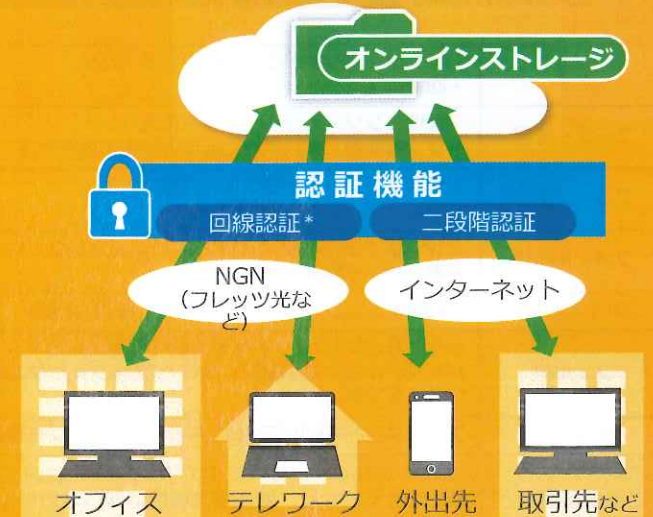 オンラインストレージ
認証機能
回線認証*
二段階認証
NGN
(フレッツ光な
ど)
インターネット
オフィス
テレワーク
外出先
取引先など